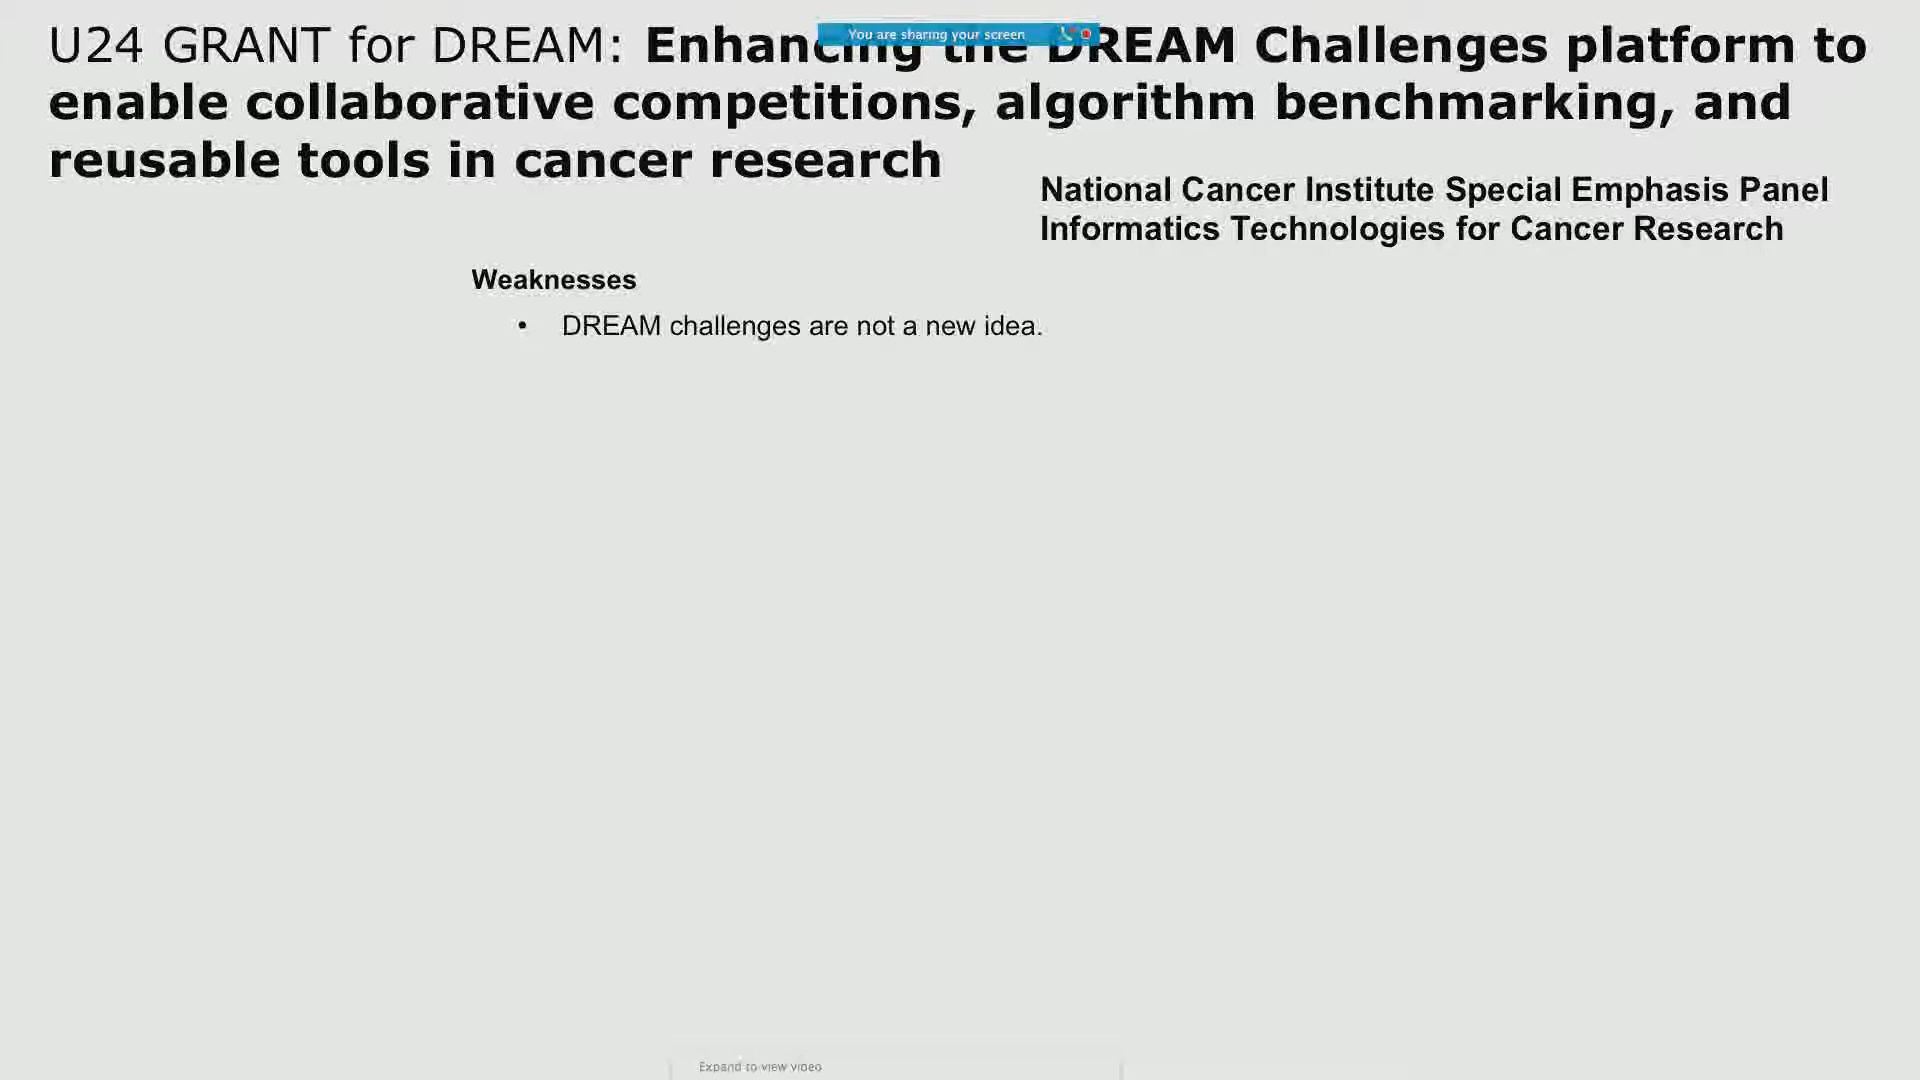 You are sharing your screen
U24 GRANT for DREAM: Enhancing the DREAM Challenges platform to
enable collaborative competitions, algorithm benchmarking, and
reusable tools in cancer research
National Cancer Institute Special Emphasis Panel
Informatics Technologies for Cancer Research
Weaknesses
• DREAM challenges are not a new idea.
Expand to view video